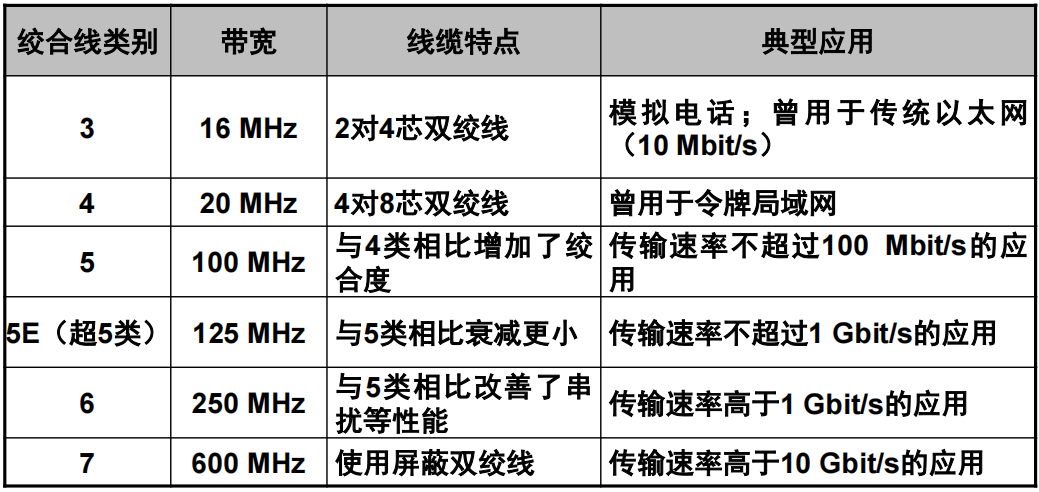 绞合线类别 带宽 线缆特点 典型应用
3 16 MHz 2对4芯双绞线 模拟电话；曾用于传统以太网
（10 Mbit/s）
4 20 MHz 4对8芯双绞线 曾用于令牌局域网
5 100 MHz 与4类相比增加了绞
合度 传输速率不超过100 Mbit/s的应
用
5E（超5类） 125 MHz 与5类相比衰减更小 传输速率不超过1 Gbit/s的应用
6 250 MHz 与5类相比改善了串
扰等性能 传输速率高于1 Gbit/s的应用
7 600 MHz 使用屏蔽双绞线 传输速率高于10 Gbit/s的应用